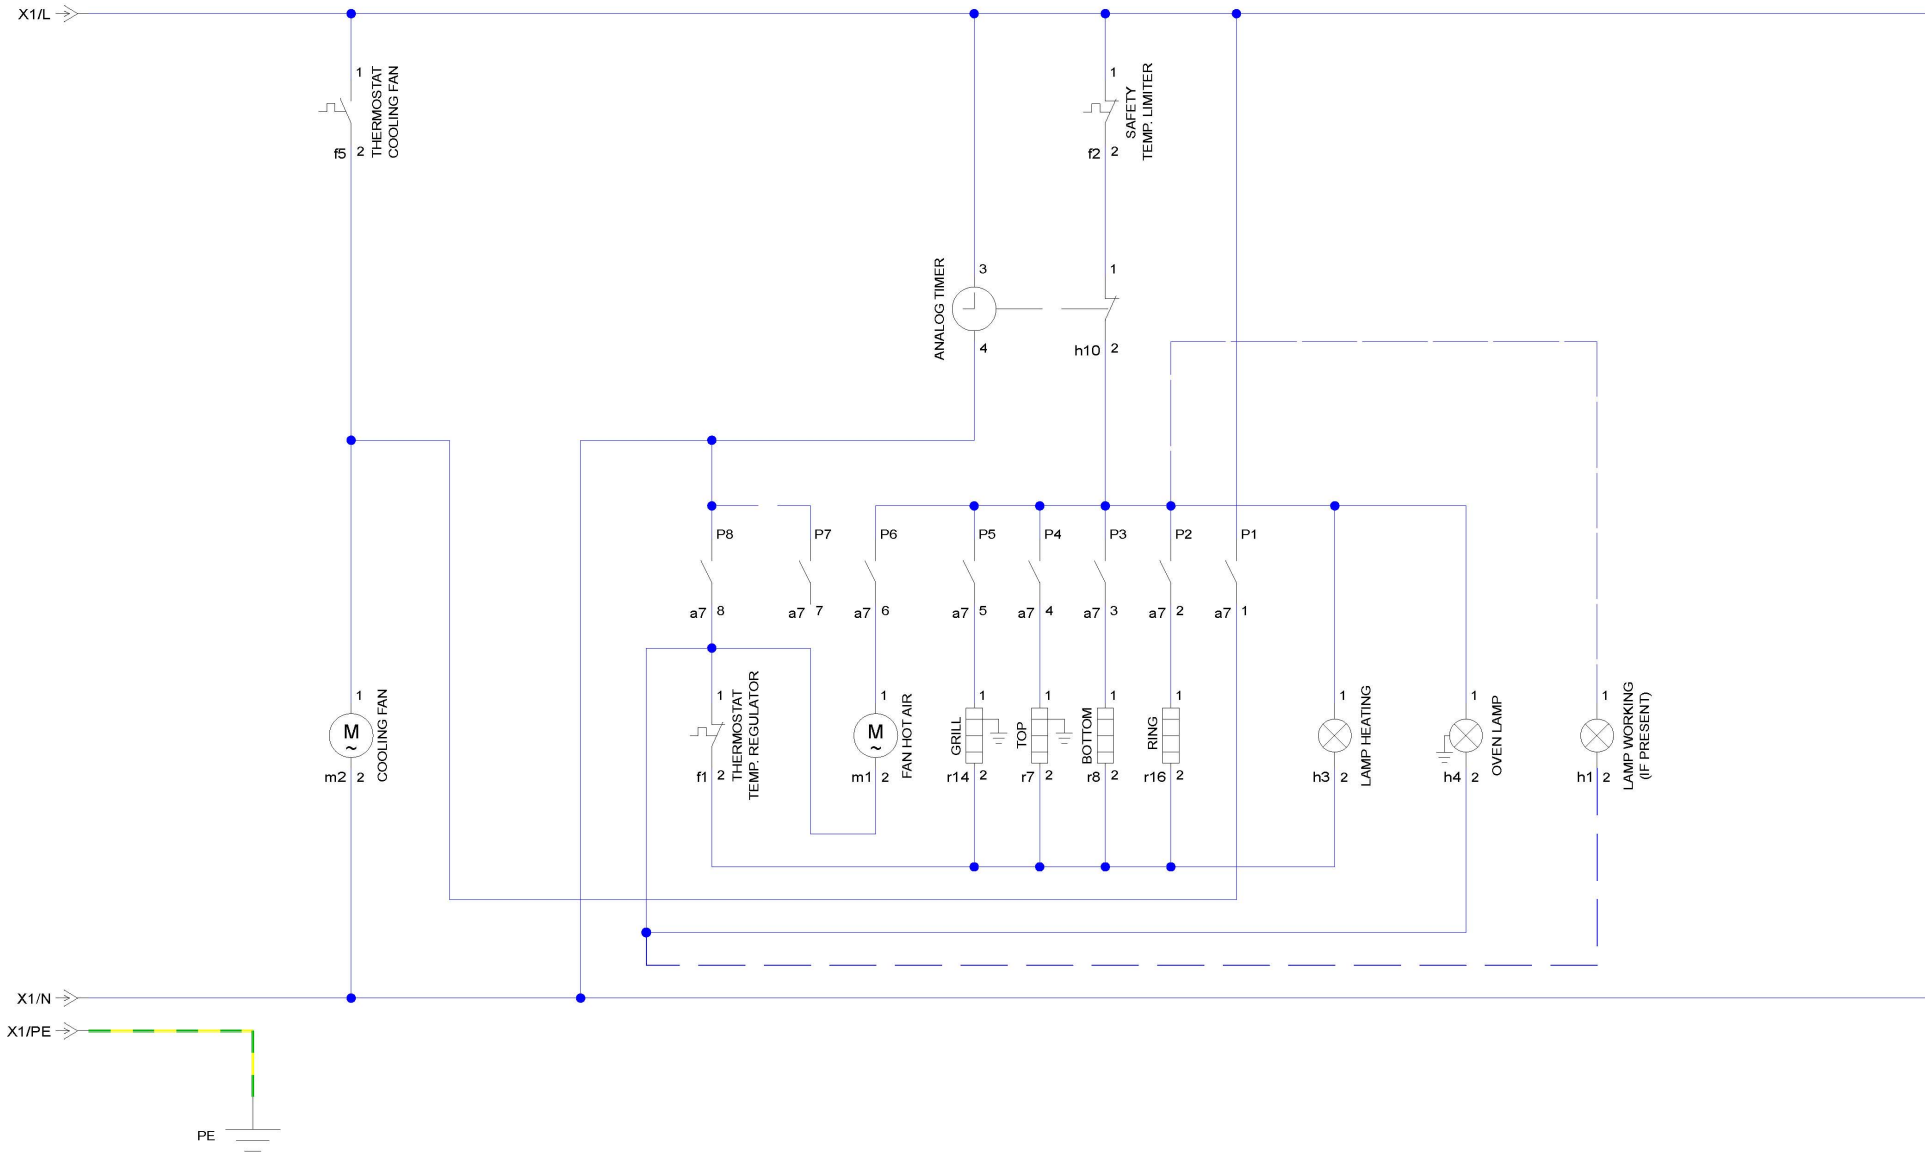 X1/L
1
THERMOSTAT
COOLING FAN
f5 2
1
SAFETY
TEMP. LIMITER
f2 2
ANALOG TIMER
3
4
1
h10 2
P8 P7 P6 P5 P4 P3 P2 P1
a7 8 a7 7 a7 6 a7 5 a7 4 a7 3 a7 2 a7 1
1
M
~
m2 2
COOLING FAN
1
f1 2
THERMOSTAT
TEMP. REGULATOR
1
M
~
m1 2
FAN HOT AIR
1
GRILL
r14 2
1
TOP
r7 2
1
BOTTOM
r8 2
1
RING
r16 2
1
h3 2
LAMP HEATING
1
h4 2
OVEN LAMP
1
h1 2
LAMP WORKING
(IF PRESENT)
X1/N
X1/PE
PE